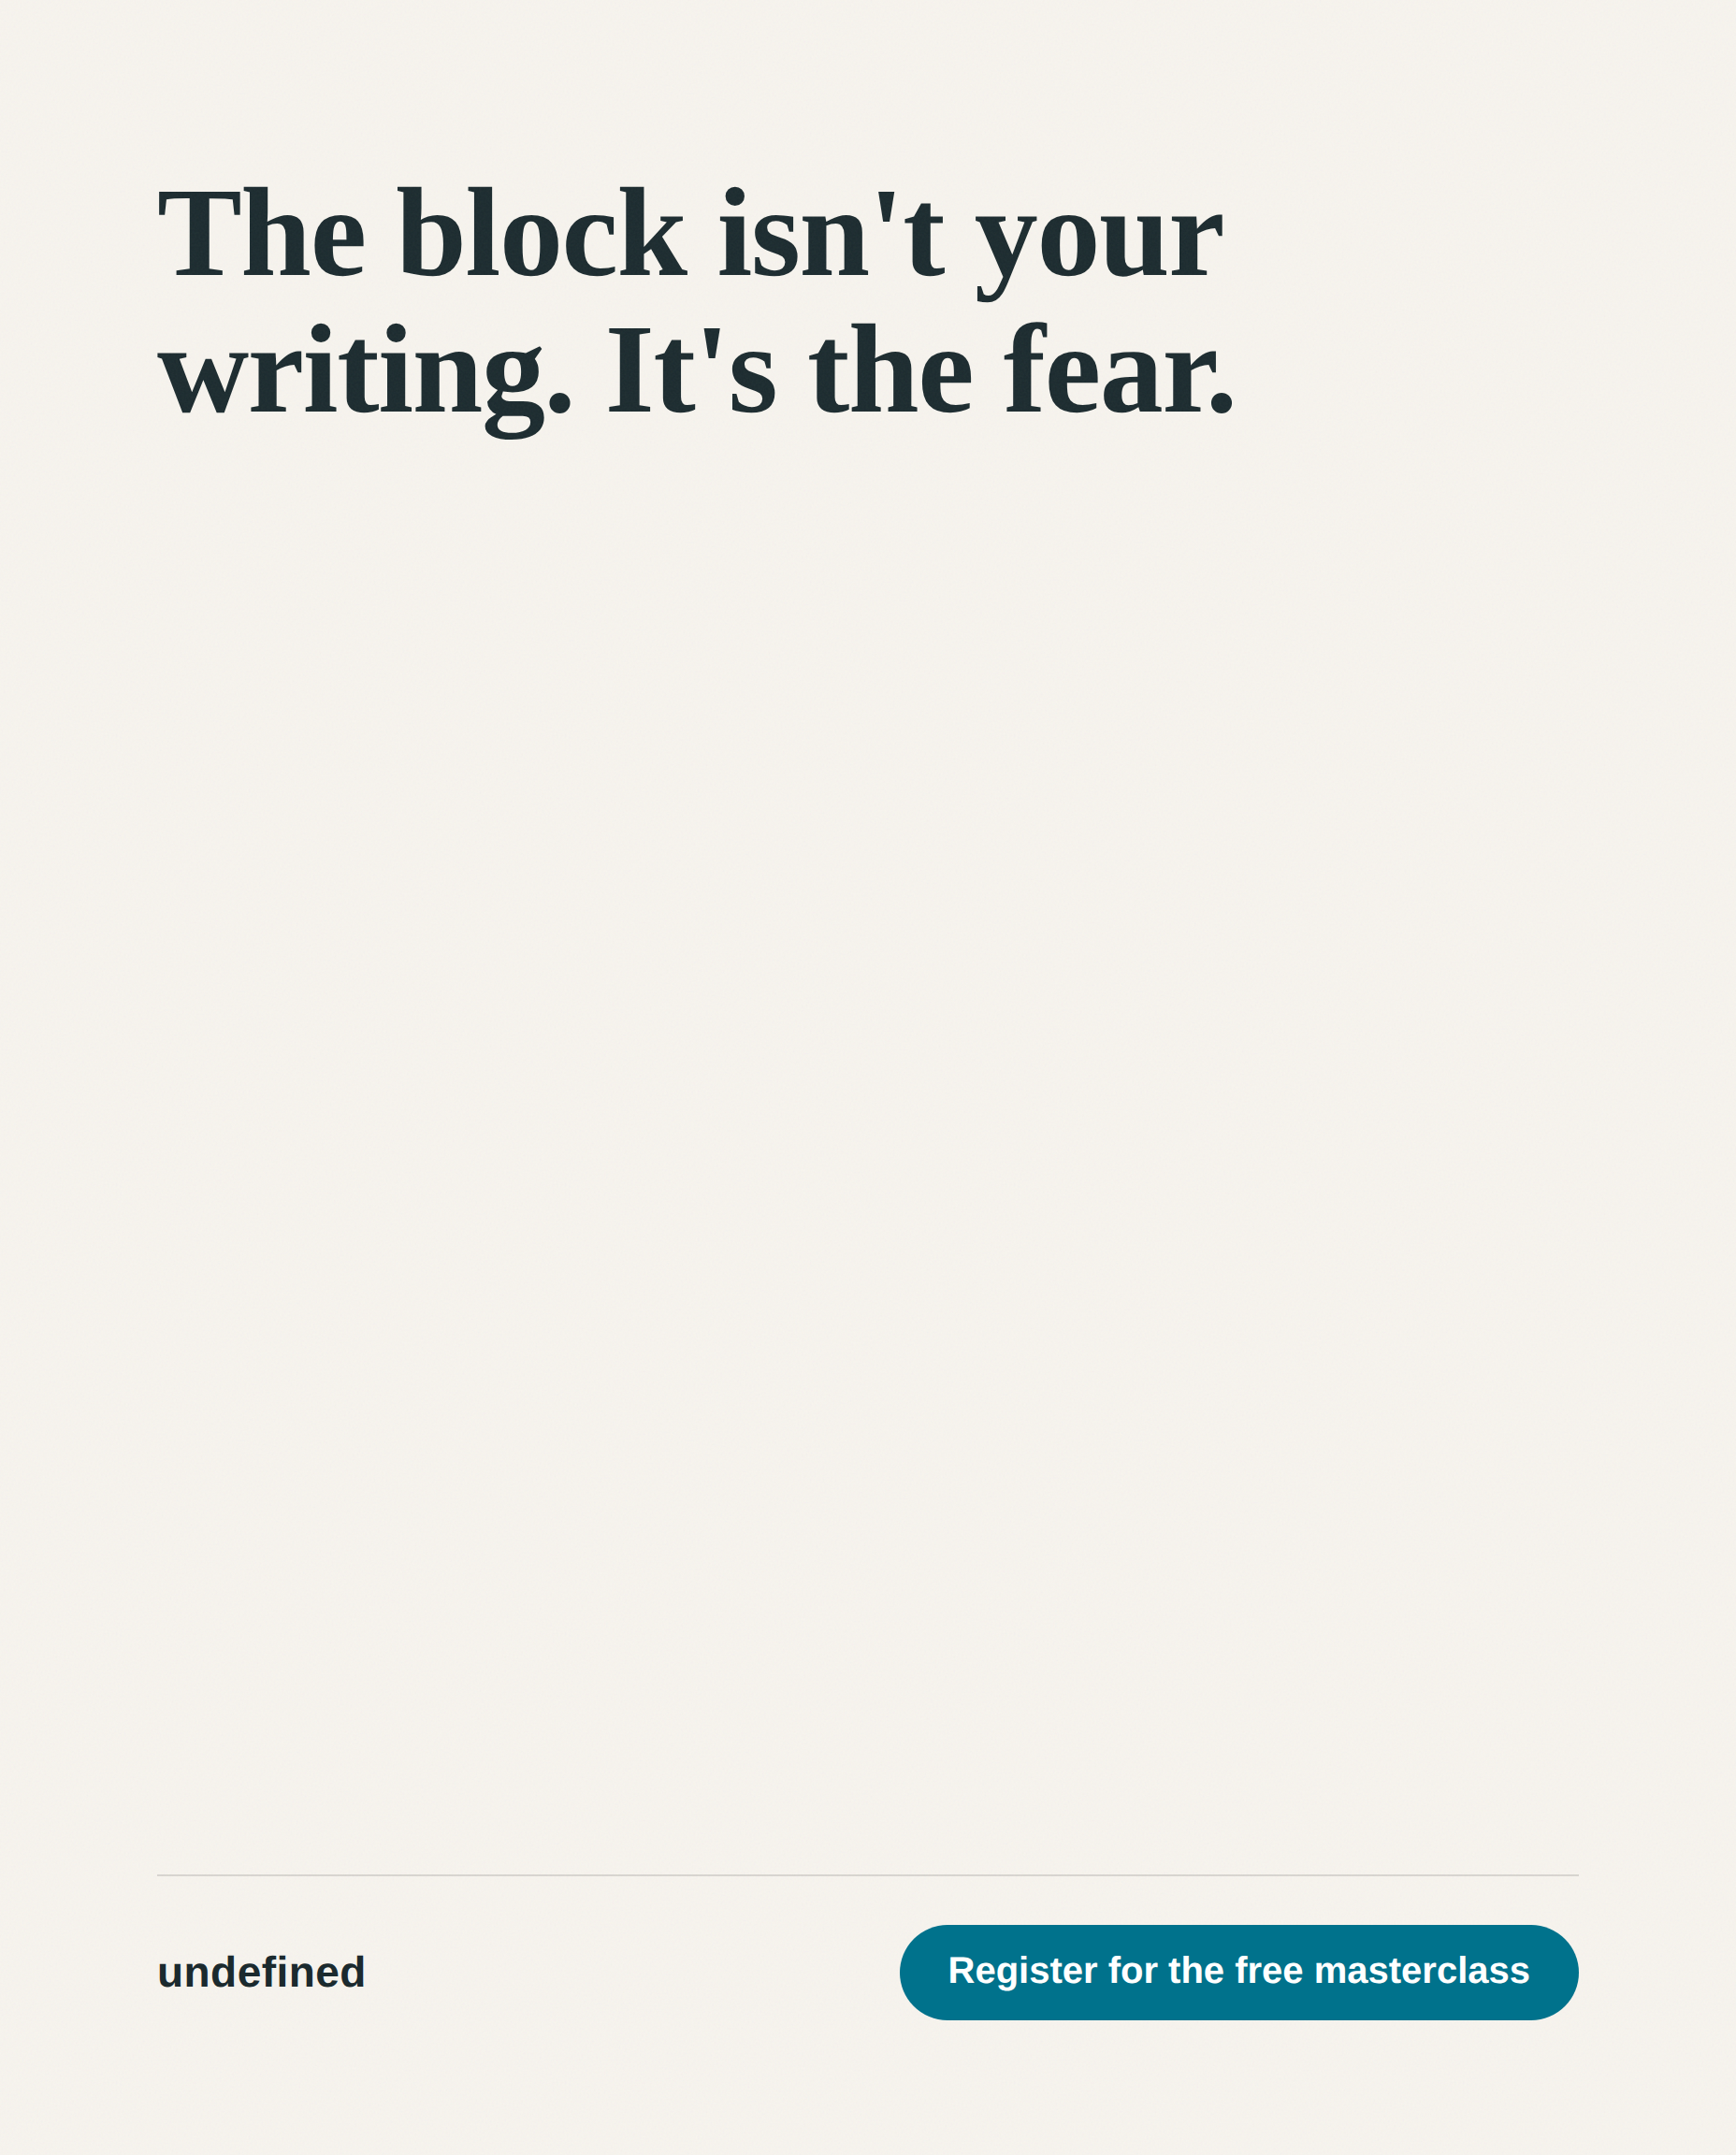 The block isn't your
writing. It's the fear.
undefined
Register for the free masterclass